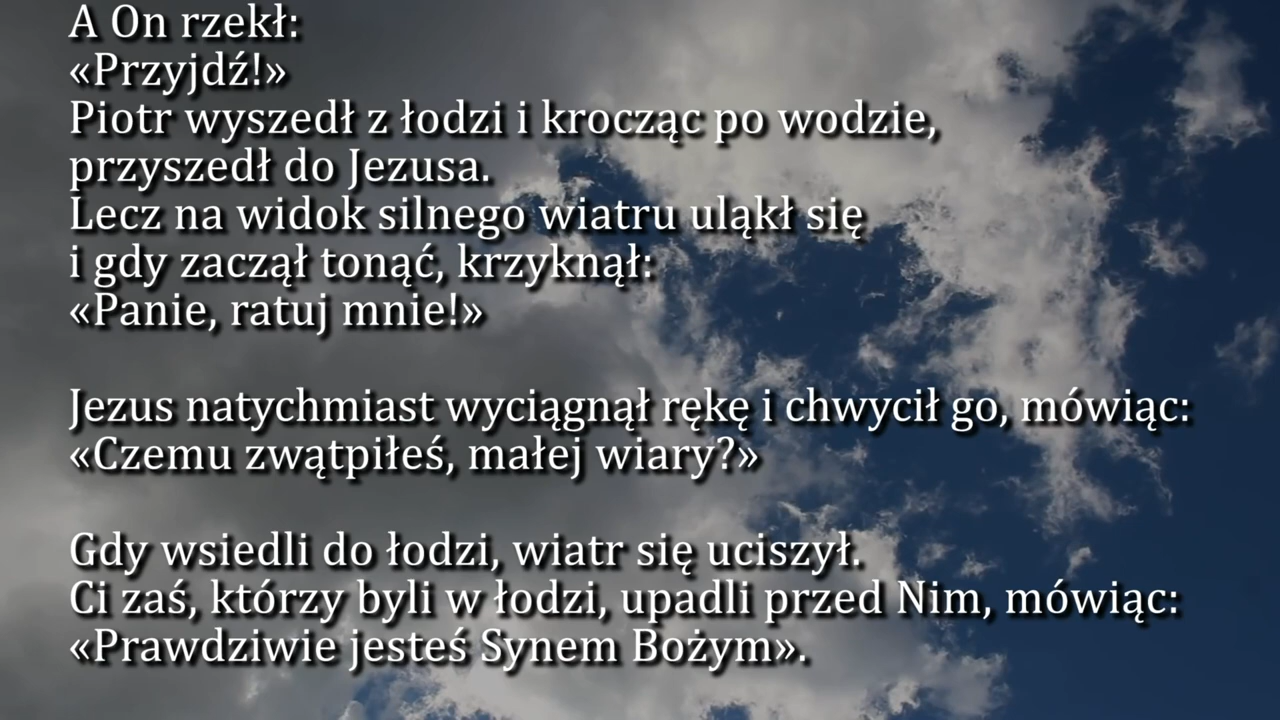 A On rzekł:
«Przyjdź!»
Piotr wyszedł z łodzi i krocząc po wodzie,
przyszedł do Jezusa.
Lecz na widok silnego wiatru uląkł się
i gdy zaczął tonąć, krzyknął:
«Panie, ratuj mnie!»
Jezus natychmiast wyciągnął rękę i chwycił go, mówiąc:
«Czemu zwątpiłeś, małej wiary?»
Gdy wsiedli do łodzi, wiatr się uciszył.
Ci zaś, którzy byli w łodzi, upadli przed Nim, mówiąc:
«Prawdziwie jesteś Synem Bożym».